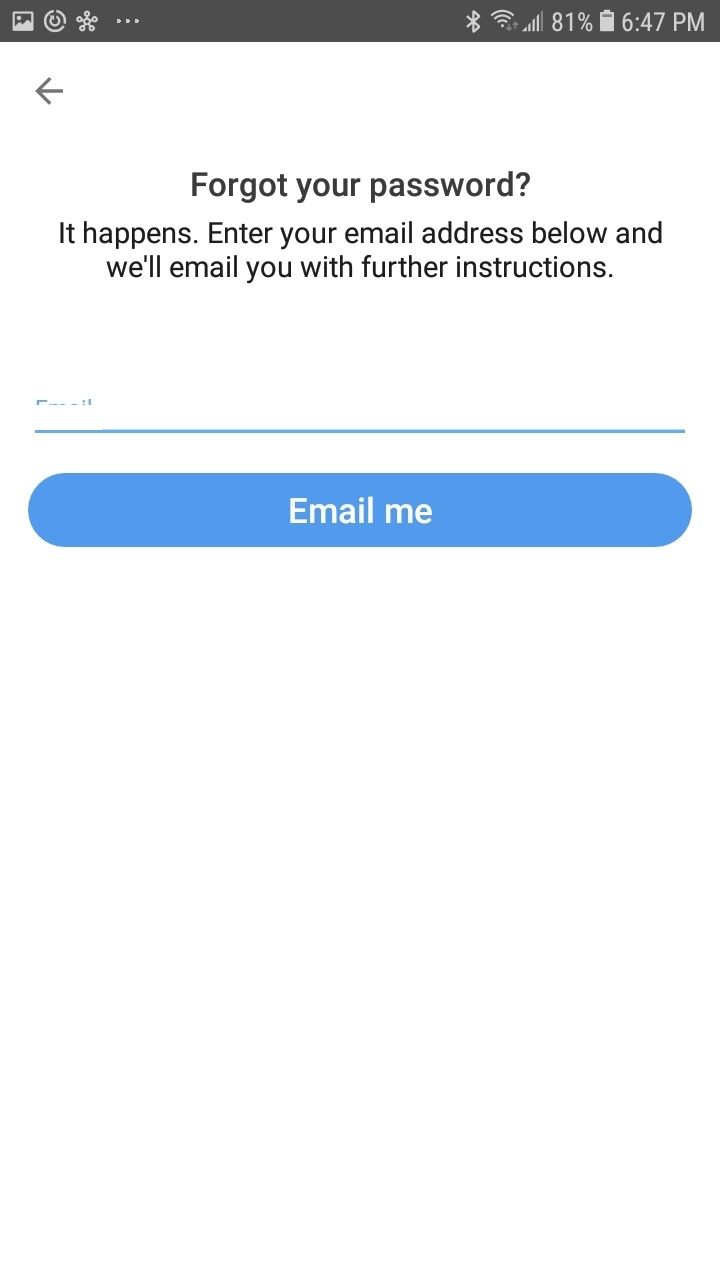 81% 6:47 PM
Forgot your password?
It happens. Enter your email address below and
we'll email you with further instructions.
Email
Email me